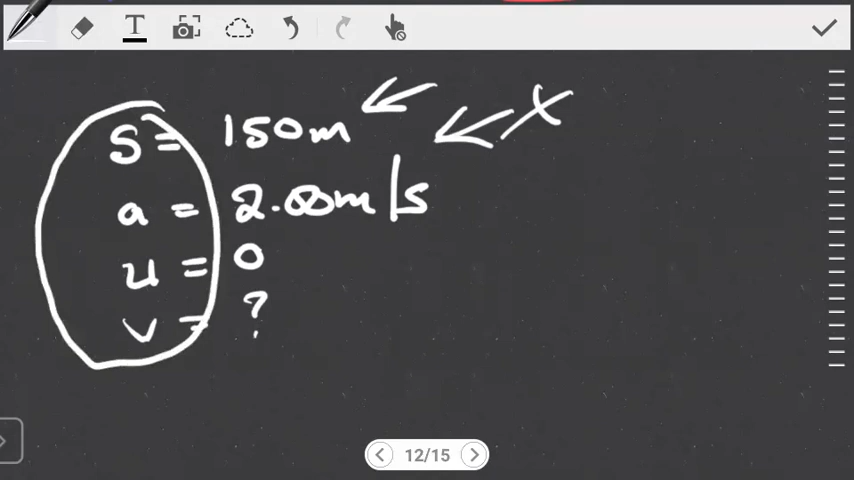 T
S = 150m
a = 2.00m/s
u = 0
v = ?
12/15